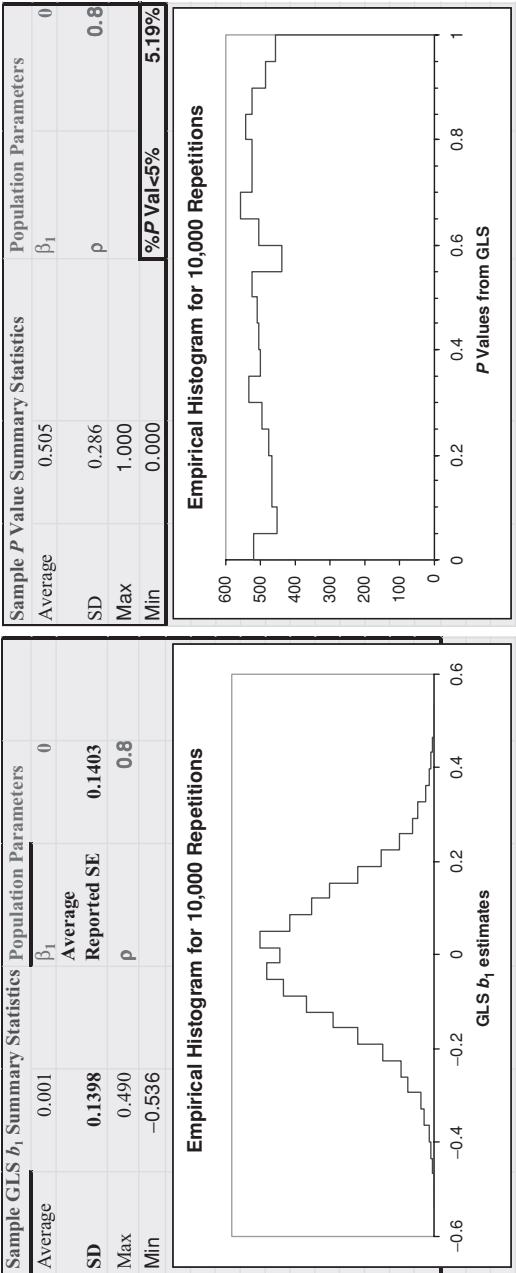 Sample GLS b₁ Summary Statistics Population Parameters
Average 0.001 β₁ 0
Average
SD 0.1398 Reported SE 0.1403
Max 0.490 ρ 0.8
Min −0.536
Empirical Histogram for 10,000 Repetitions
−0.6 −0.4 −0.2 0 0.2 0.4 0.6
GLS b₁ estimates
Sample P Value Summary Statistics Population Parameters
Average 0.505 β₁ 0
SD 0.286 ρ 0.8
Max 1.000
Min 0.000 %P Val<5% 5.19%
Empirical Histogram for 10,000 Repetitions
600
500
400
300
200
100
0
0 0.2 0.4 0.6 0.8 1
P Values from GLS